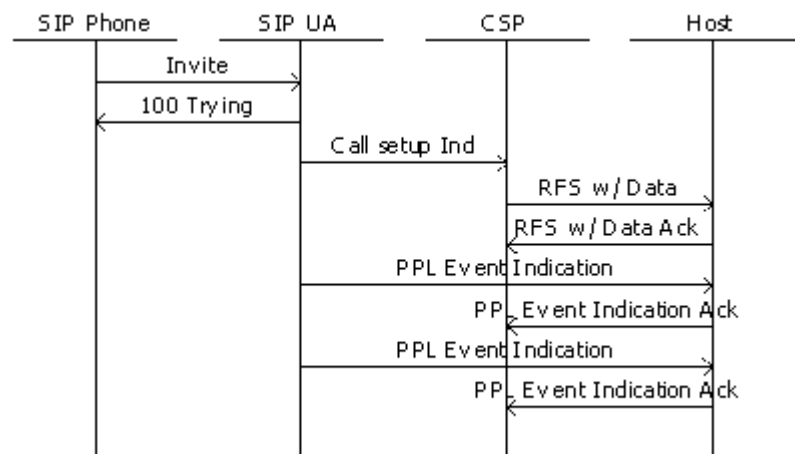 SIP Phone SIP UA CSP Host
Invite
100 Trying
Call setup Ind
RFS w/Data
RFS w/Data Ack
PPL Event Indication
PPL Event Indication Ack
PPL Event Indication
PPL Event Indication Ack